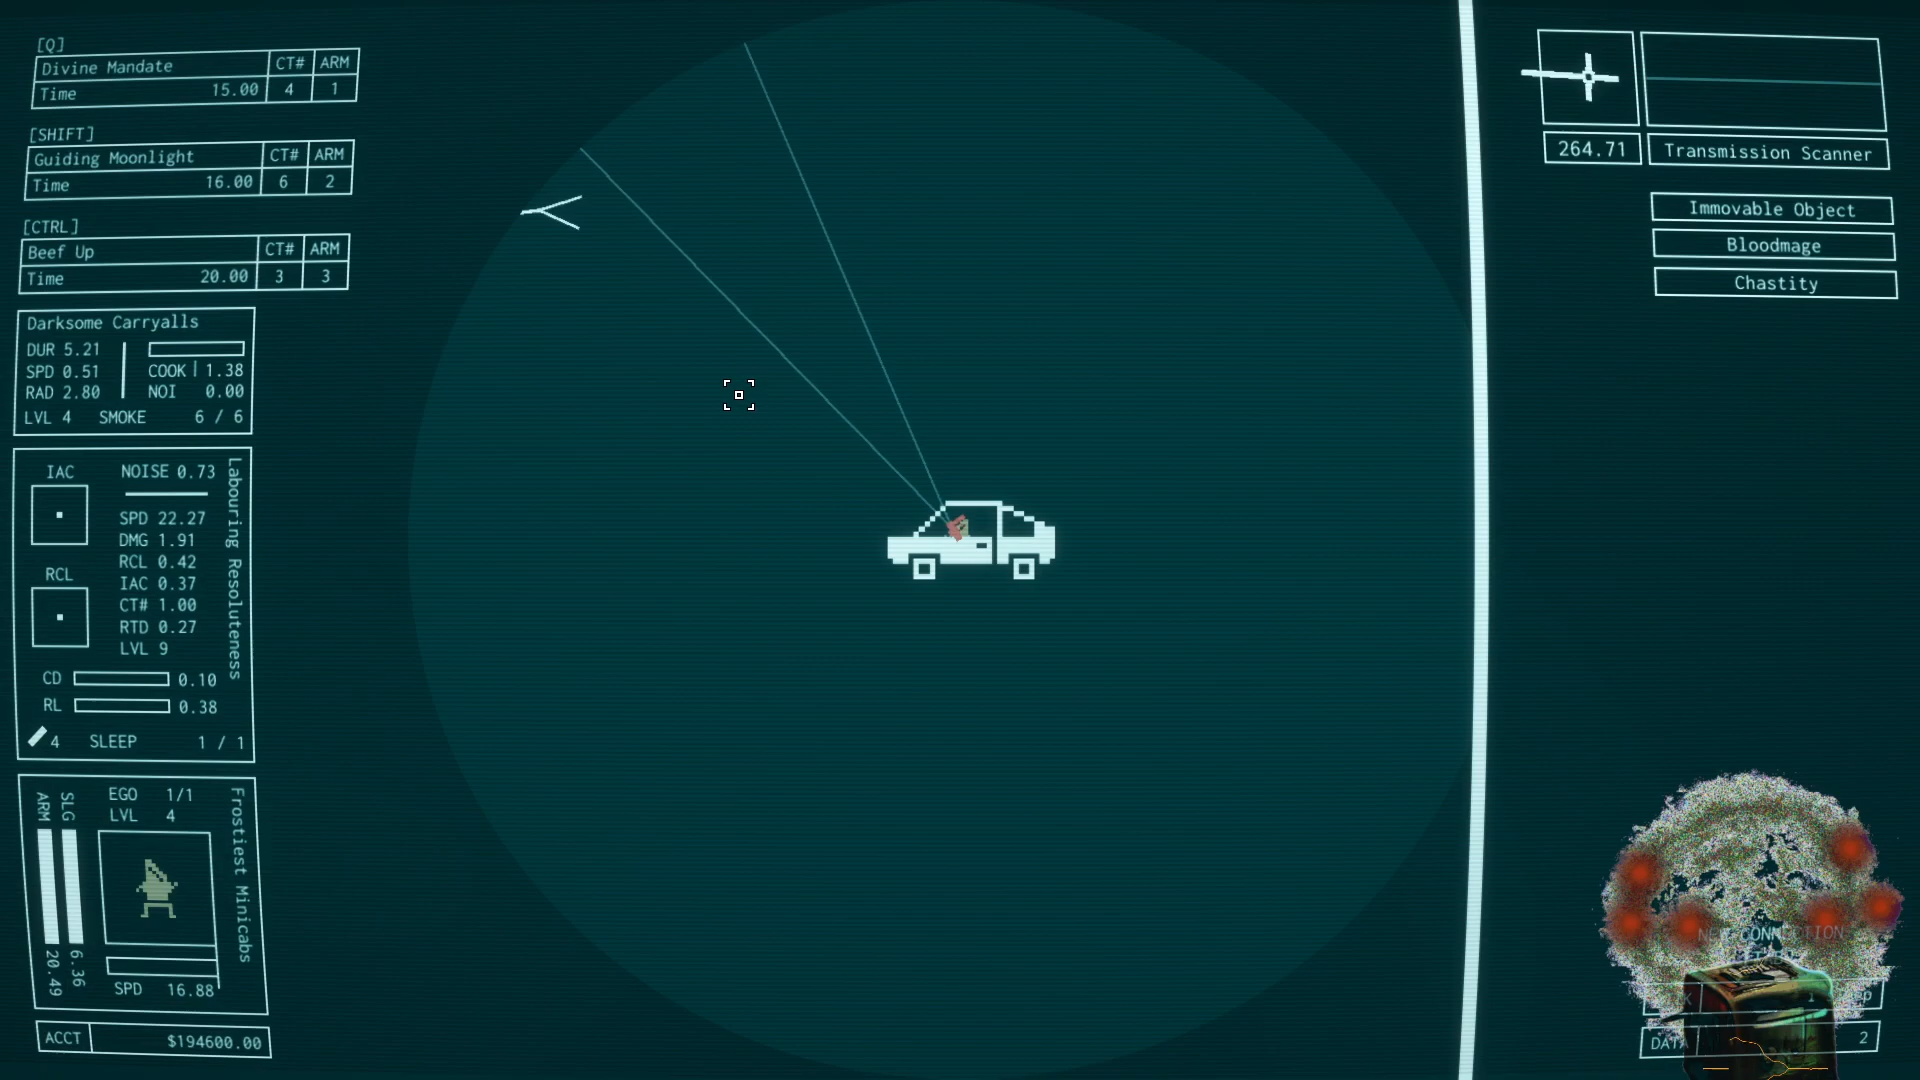 [Q]
Divine Mandate CT# ARM
Time 15.00 4 1
[SHIFT]
Guiding Moonlight CT# ARM
Time 16.00 6 2
[CTRL]
Beef Up CT# ARM
Time 20.00 3 3
Darksome Carryalls
DUR 5.21
SPD 0.51 COOK 1.38
RAD 2.80 NOI 0.00
LVL 4 SMOKE 6 / 6
IAC NOISE 0.73
SPD 22.27
DMG 1.91
RCL 0.42
RCL IAC 0.37
CT# 1.00
RTD 0.27
LVL 9
Labouring Resoluteness
CD 0.10
RL 0.38
4 SLEEP 1 / 1
ARM SLG EGO 1/1
LVL 4
Frostiest Minicabs
20.49 6.36
SPD 16.88
ACCT $194600.00
264.71 Transmission Scanner
Immovable Object
Bloodmage
Chastity
NEW CONNECTION
DATA 2